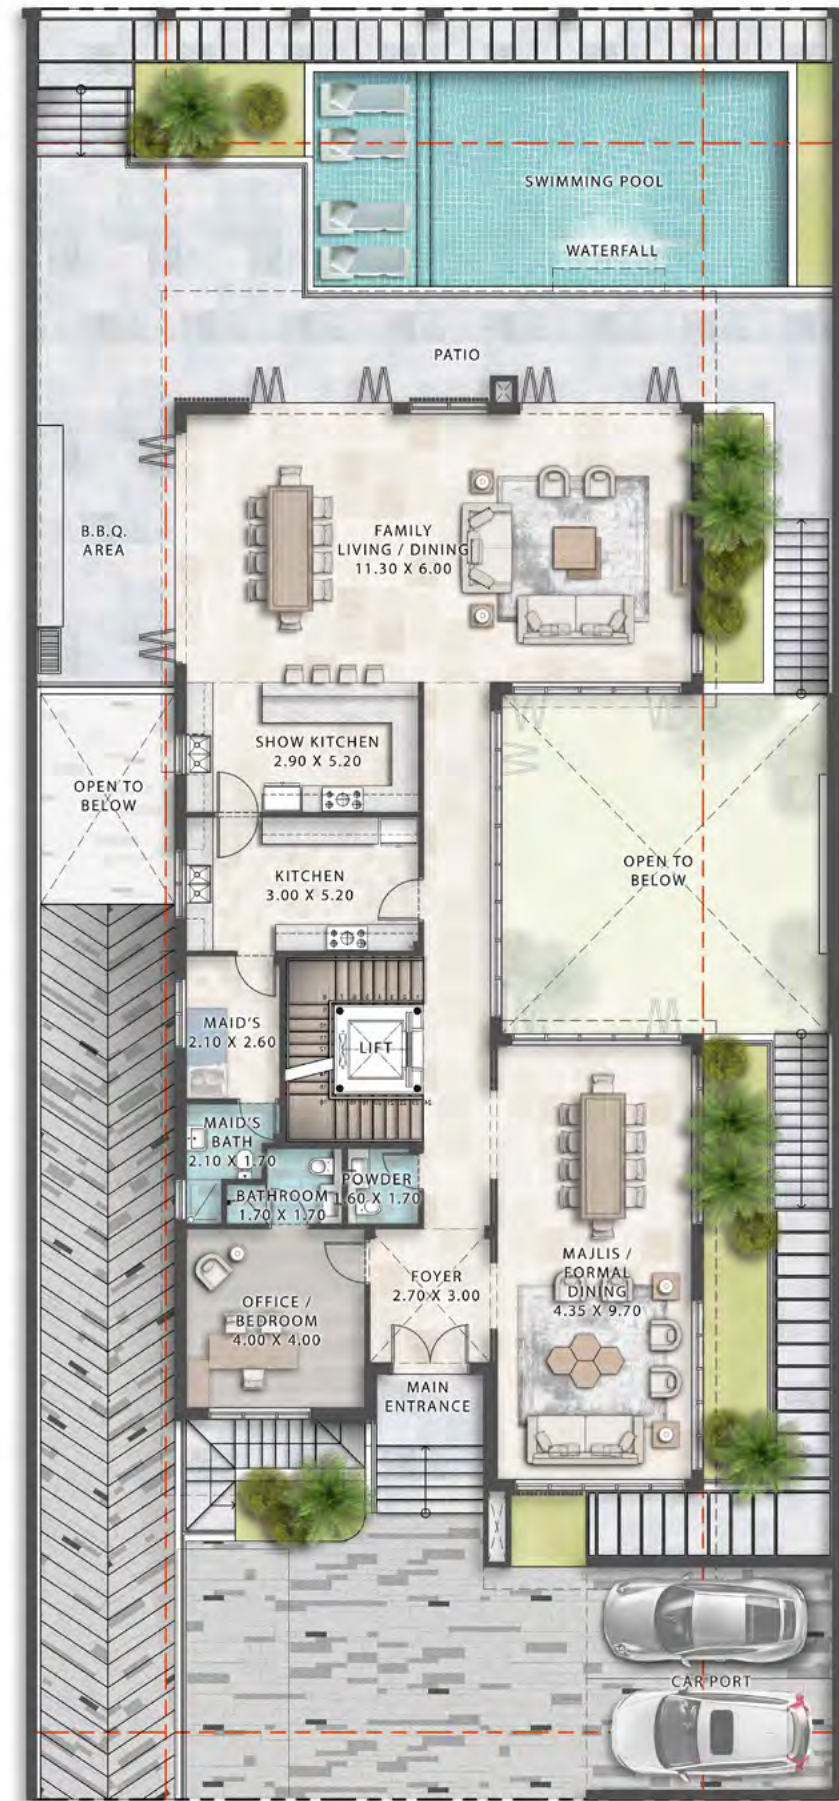 SWIMMING POOL
WATERFALL
PATIO
B.B.Q.
AREA
FAMILY
LIVING / DINING
11.30 X 6.00
SHOW KITCHEN
2.90 X 5.20
OPEN TO
BELOW
KITCHEN
3.00 X 5.20
OPEN TO
BELOW
MAID'S
2.10 X 2.60
LIFT
MAID'S
BATH
2.10 X 1.70
POWDER
1.60 X 1.70
BATHROOM
1.70 X 1.70
MAJLIS /
FORMAL
DINING
4.35 X 9.70
FOYER
2.70 X 3.00
OFFICE /
BEDROOM
4.00 X 4.00
MAIN
ENTRANCE
CAR PORT